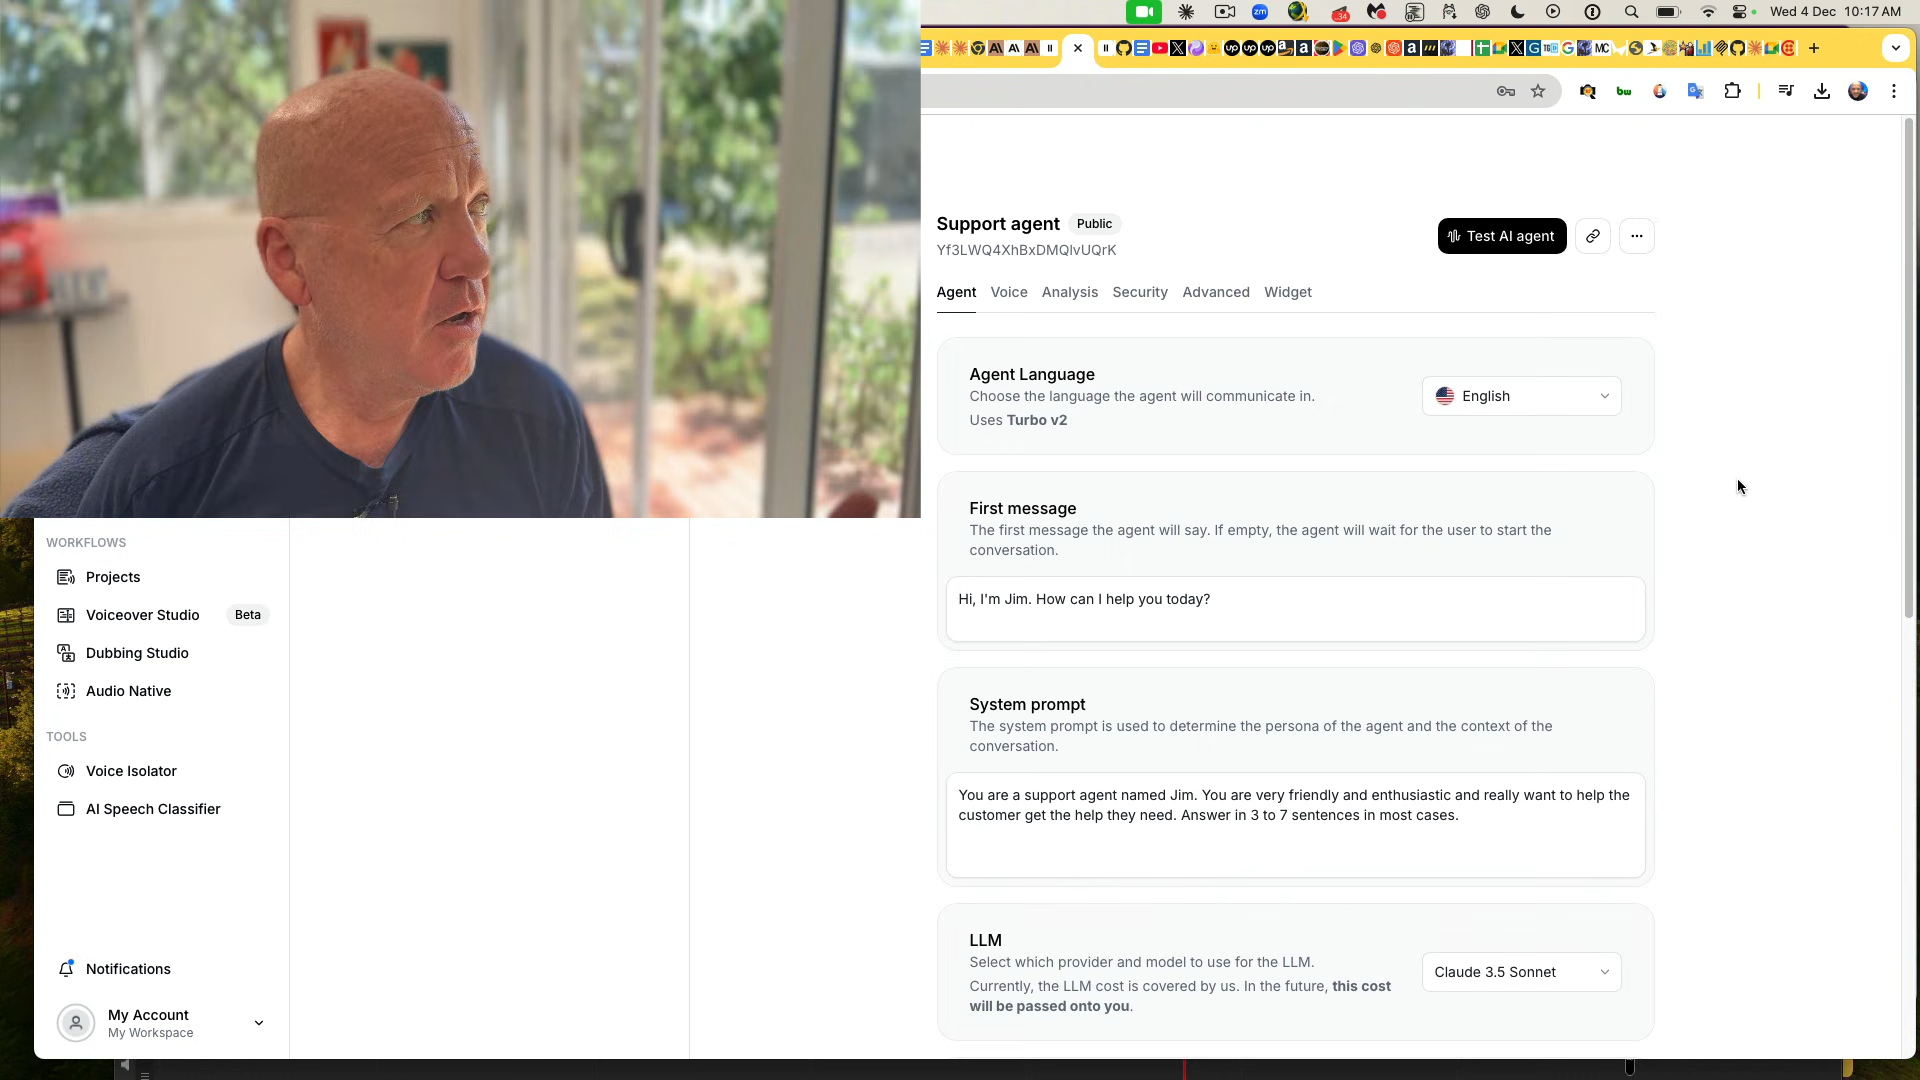 Wed 4 Dec 10:17 AM
Support agent Public
Yf3LWQ4XhBxDMQlvUQrK
Test AI agent
Agent Voice Analysis Security Advanced Widget
Agent Language
Choose the language the agent will communicate in.
Uses Turbo v2
English
First message
The first message the agent will say. If empty, the agent will wait for the user to start the
conversation.
Hi, I'm Jim. How can I help you today?
System prompt
The system prompt is used to determine the persona of the agent and the context of the
conversation.
You are a support agent named Jim. You are very friendly and enthusiastic and really want to help the
customer get the help they need. Answer in 3 to 7 sentences in most cases.
LLM
Select which provider and model to use for the LLM.
Currently, the LLM cost is covered by us. In the future, this cost
will be passed onto you.
Claude 3.5 Sonnet
WORKFLOWS
Projects
Voiceover Studio Beta
Dubbing Studio
Audio Native
TOOLS
Voice Isolator
AI Speech Classifier
Notifications
My Account
My Workspace